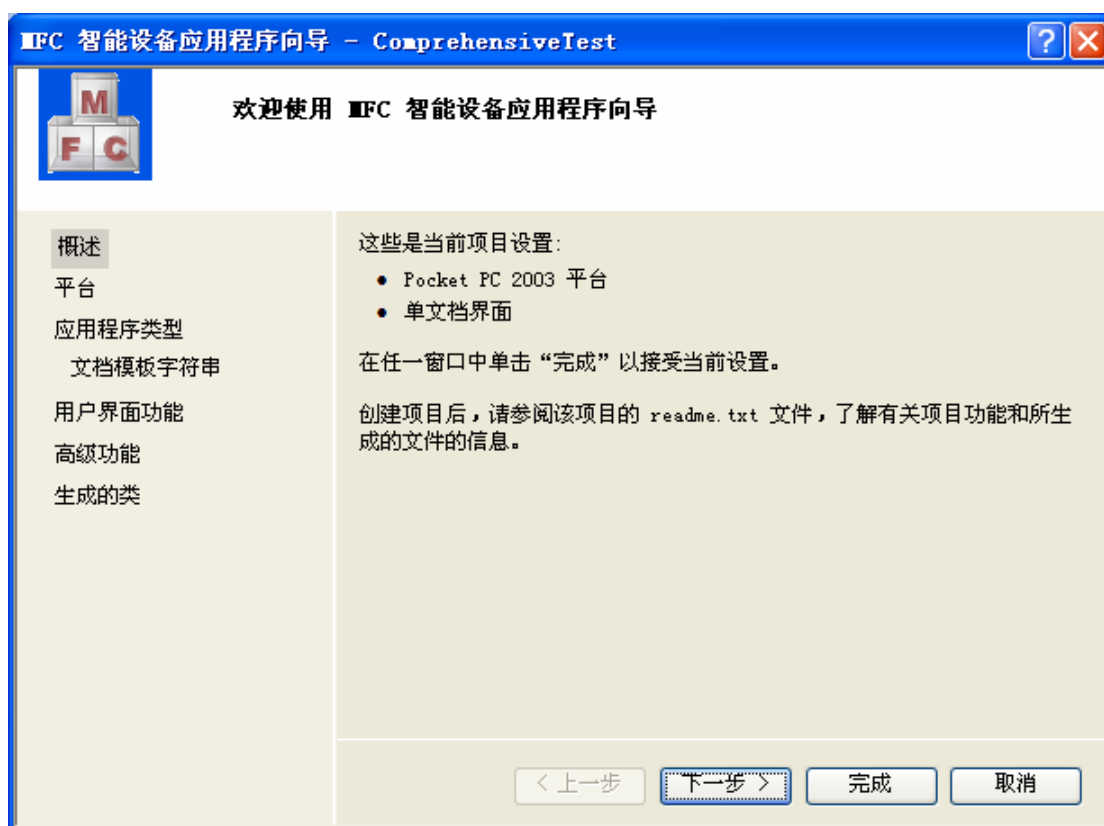 MFC 智能设备应用程序向导 - ComprehensiveTest
M
F C
欢迎使用 MFC 智能设备应用程序向导
概述
平台
应用程序类型
文档模板字符串
用户界面功能
高级功能
生成的类
这些是当前项目设置:
• Pocket PC 2003 平台
• 单文档界面
在任一窗口中单击“完成”以接受当前设置。
创建项目后，请参阅该项目的 readme.txt 文件，了解有关项目功能和所生
成的文件的信息。
< 上一步
下一步 >
完成
取消